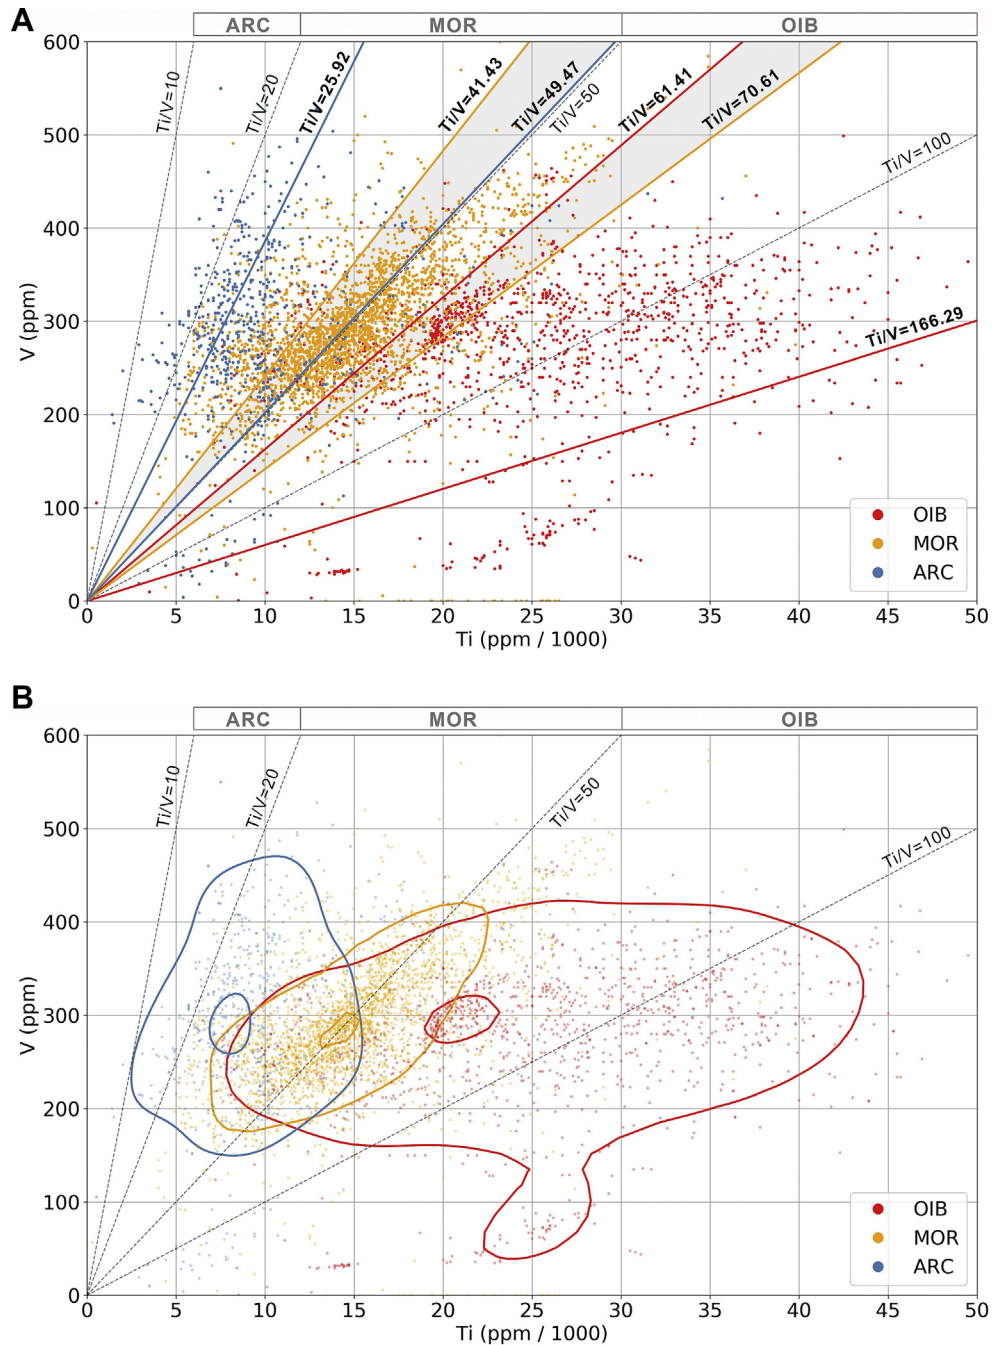 A
ARC MOR OIB
600
500
400
300
200
100
0
V (ppm)
Ti/V=10
Ti/V=20
Ti/V=25.92
Ti/V=41.43
Ti/V=49.47
Ti/V=50
Ti/V=61.41
Ti/V=70.61
Ti/V=100
Ti/V=166.29
OIB
MOR
ARC
0 5 10 15 20 25 30 35 40 45 50
Ti (ppm / 1000)
B
ARC MOR OIB
600
500
400
300
200
100
0
V (ppm)
Ti/V=10
Ti/V=20
Ti/V=50
Ti/V=100
OIB
MOR
ARC
0 5 10 15 20 25 30 35 40 45 50
Ti (ppm / 1000)